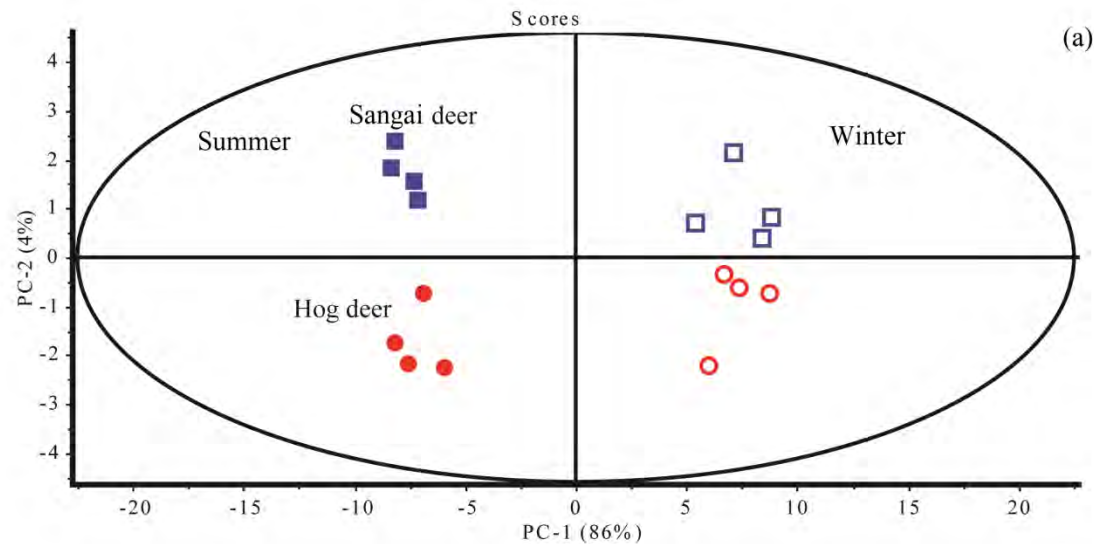 Scores
(a)
4
3
2
1
0
-1
-2
-3
-4
PC-2 (4%)
Sangai deer
Summer
Winter
Hog deer
-20
-15
-10
-5
0
5
10
15
20
PC-1 (86%)